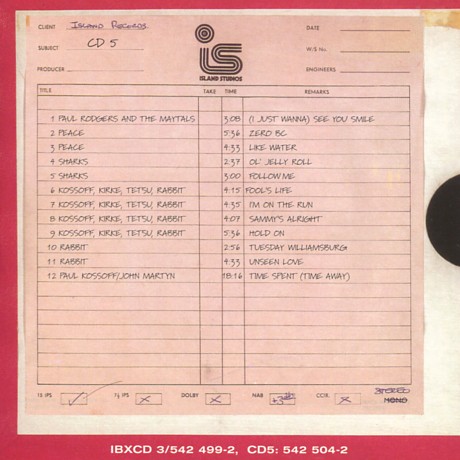 CLIENT Island Records
DATE
SUBJECT CD 5
W/S No.
PRODUCER
ISLAND STUDIOS
ENGINEERS
TITLE TAKE TIME REMARKS
1 PAUL RODGERS AND THE MAYTALS 3:08 (I JUST WANNA) SEE YOU SMILE
2 PEACE 5:36 ZERO BC
3 PEACE 4:33 LIKE WATER
4 SHARKS 2:37 OL' JELLY ROLL
5 SHARKS 3:00 FOLLOW ME
6 KOSSOFF, KIRKE, TETSU, RABBIT 4:15 FOOL'S LIFE
7 KOSSOFF, KIRKE, TETSU, RABBIT 4:35 I'M ON THE RUN
8 KOSSOFF, KIRKE, TETSU, RABBIT 4:07 SAMMY'S ALRIGHT
9 KOSSOFF, KIRKE, TETSU, RABBIT 5:36 HOLD ON
10 RABBIT 2:56 TUESDAY WILLIAMSBURG
11 RABBIT 4:33 UNSEEN LOVE
12 PAUL KOSSOFF/JOHN MARTYN 18:16 TIME SPENT (TIME AWAY)
15 IPS 7½ IPS DOLBY NAB CCIR. STEREO
MONO
IBXCD 3/542 499-2, CD5: 542 504-2